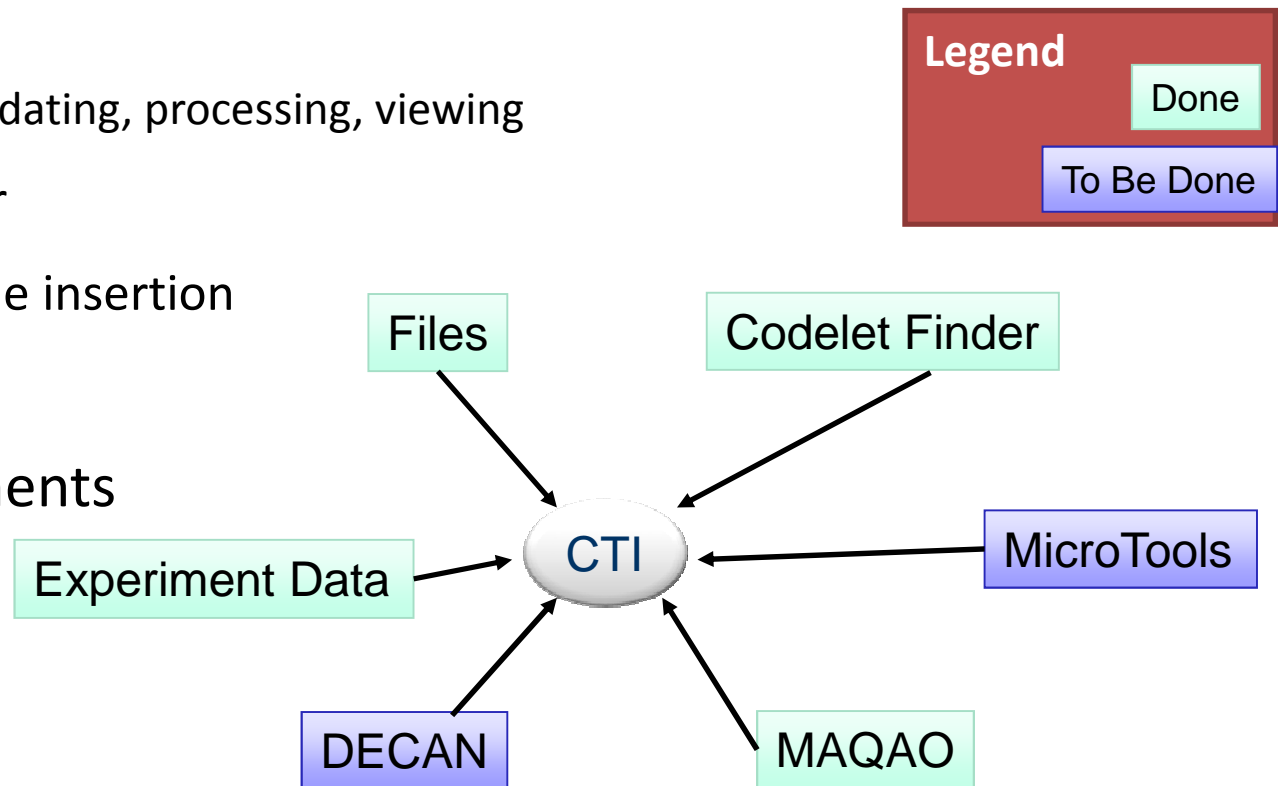 Legend
Done
To Be Done
dating, processing, viewing
e insertion
Files
Codelet Finder
ents
CTI
MicroTools
Experiment Data
DECAN
MAQAO